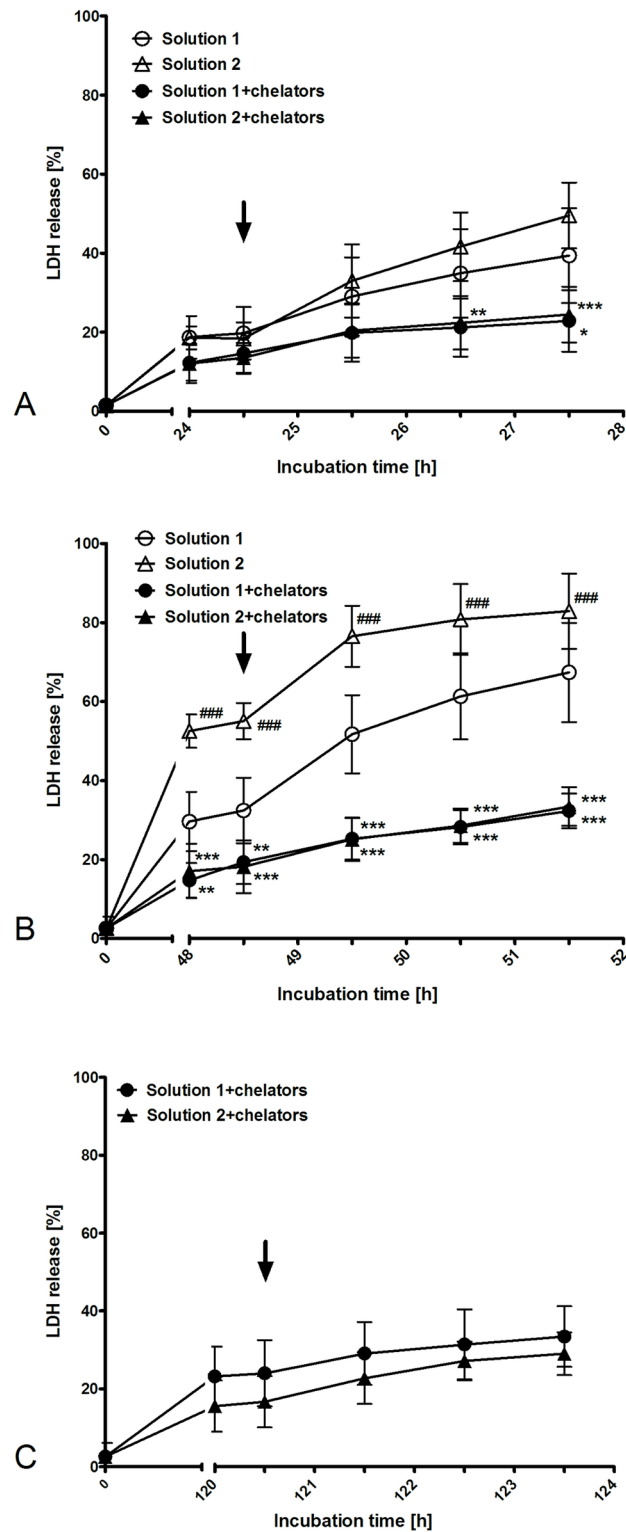 100
80
60
40
20
0
LDH release [%]
Solution 1
Solution 2
Solution 1+chelators
Solution 2+chelators
**
***
*
0
24
25
26
27
28
Incubation time [h]
A
100
80
60
40
20
0
LDH release [%]
Solution 1
Solution 2
Solution 1+chelators
Solution 2+chelators
###
###
###
###
###
***
**
**
***
***
***
***
***
***
***
0
48
49
50
51
52
Incubation time [h]
B
100
80
60
40
20
0
LDH release [%]
Solution 1+chelators
Solution 2+chelators
0
120
121
122
123
124
Incubation time [h]
C